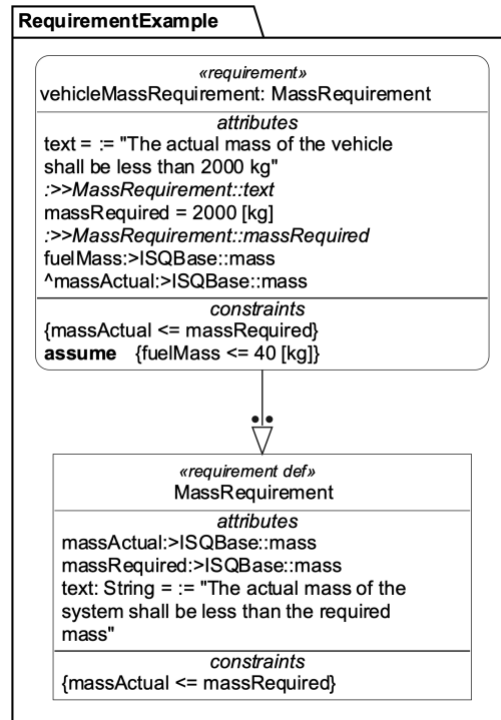 RequirementExample
«requirement»
vehicleMassRequirement: MassRequirement
attributes
text = := "The actual mass of the vehicle
shall be less than 2000 kg"
:>>MassRequirement::text
massRequired = 2000 [kg]
:>>MassRequirement::massRequired
fuelMass:>ISQBase::mass
^massActual:>ISQBase::mass
constraints
{massActual <= massRequired}
assume {fuelMass <= 40 [kg]}
«requirement def»
MassRequirement
attributes
massActual:>ISQBase::mass
massRequired:>ISQBase::mass
text: String = := "The actual mass of the
system shall be less than the required
mass"
constraints
{massActual <= massRequired}